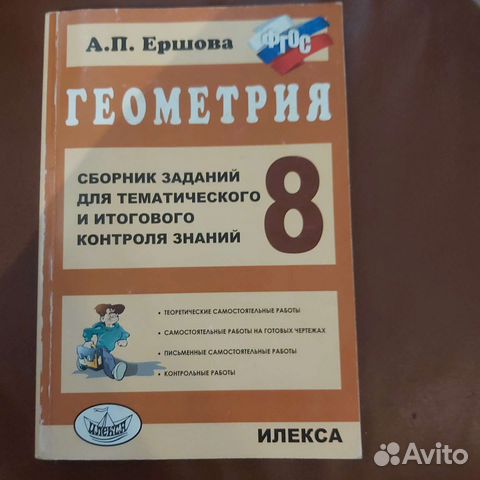 А.П. Ершова
ФГОС
ГЕОМЕТРИЯ
СБОРНИК ЗАДАНИЙ
ДЛЯ ТЕМАТИЧЕСКОГО
И ИТОГОВОГО
КОНТРОЛЯ ЗНАНИЙ
8
• ТЕОРЕТИЧЕСКИЕ САМОСТОЯТЕЛЬНЫЕ РАБОТЫ
• САМОСТОЯТЕЛЬНЫЕ РАБОТЫ НА ГОТОВЫХ ЧЕРТЕЖАХ
• ПИСЬМЕННЫЕ САМОСТОЯТЕЛЬНЫЕ РАБОТЫ
• КОНТРОЛЬНЫЕ РАБОТЫ
ИЛЕКСА
ИЛЕКСА
Avito